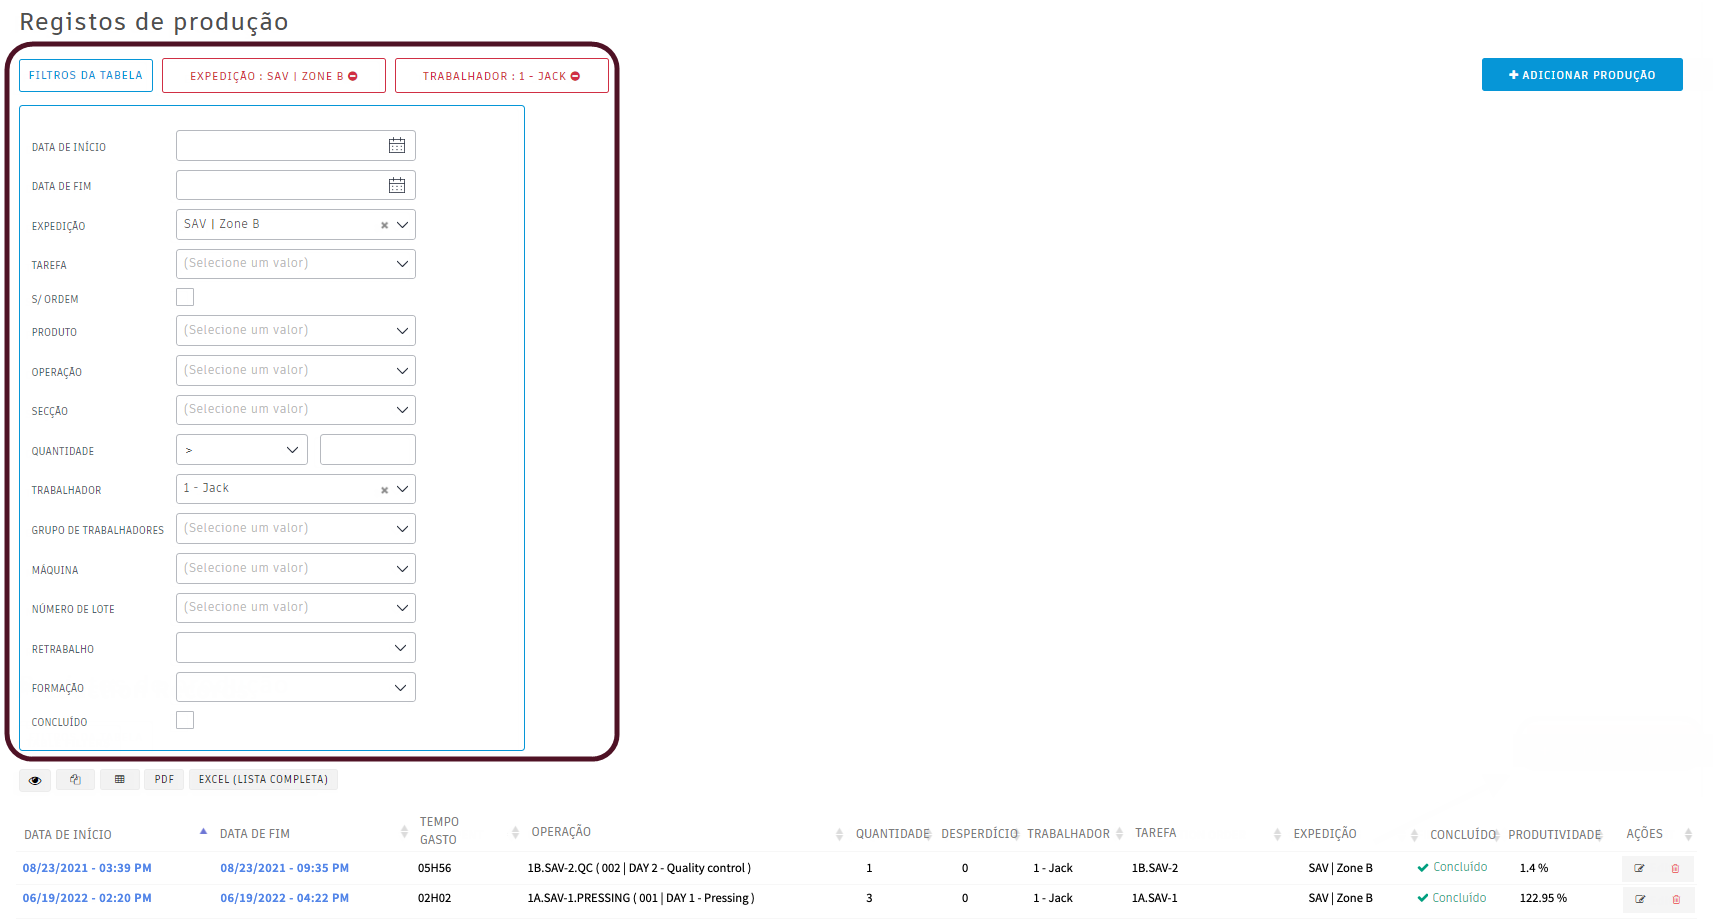 Registos de produção
FILTROS DA TABELA
EXPEDIÇÃO : SAV | ZONE B
TRABALHADOR : 1 - JACK
ADICIONAR PRODUÇÃO
DATA DE INÍCIO
DATA DE FIM
EXPEDIÇÃO SAV | Zone B
TAREFA (Selecione um valor)
S/ ORDEM
PRODUTO (Selecione um valor)
OPERAÇÃO (Selecione um valor)
SECÇÃO (Selecione um valor)
QUANTIDADE >
TRABALHADOR 1 - Jack
GRUPO DE TRABALHADORES (Selecione um valor)
MÁQUINA (Selecione um valor)
NÚMERO DE LOTE (Selecione um valor)
RETRABALHO
FORMAÇÃO
CONCLUÍDO
PDF EXCEL (LISTA COMPLETA)
DATA DE INÍCIO DATA DE FIM TEMPO GASTO OPERAÇÃO QUANTIDADE DESPERDÍCIO TRABALHADOR TAREFA EXPEDIÇÃO CONCLUÍDO PRODUTIVIDADE AÇÕES
08/23/2021 - 03:39 PM 08/23/2021 - 09:35 PM 05H56 1B.SAV-2.QC ( 002 | DAY 2 - Quality control ) 1 0 1 - Jack 1B.SAV-2 SAV | Zone B Concluído 1.4 %
06/19/2022 - 02:20 PM 06/19/2022 - 04:22 PM 02H02 1A.SAV-1.PRESSING ( 001 | DAY 1 - Pressing ) 3 0 1 - Jack 1A.SAV-1 SAV | Zone B Concluído 122.95 %